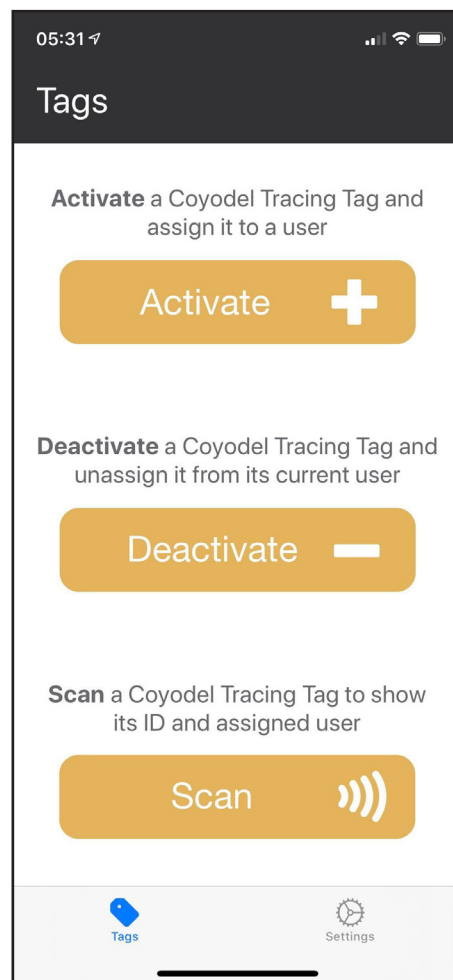 05:31
Tags
Activate a Coyodel Tracing Tag and
assign it to a user
Activate
Deactivate a Coyodel Tracing Tag and
unassign it from its current user
Deactivate
Scan a Coyodel Tracing Tag to show
its ID and assigned user
Scan
Tags
Settings